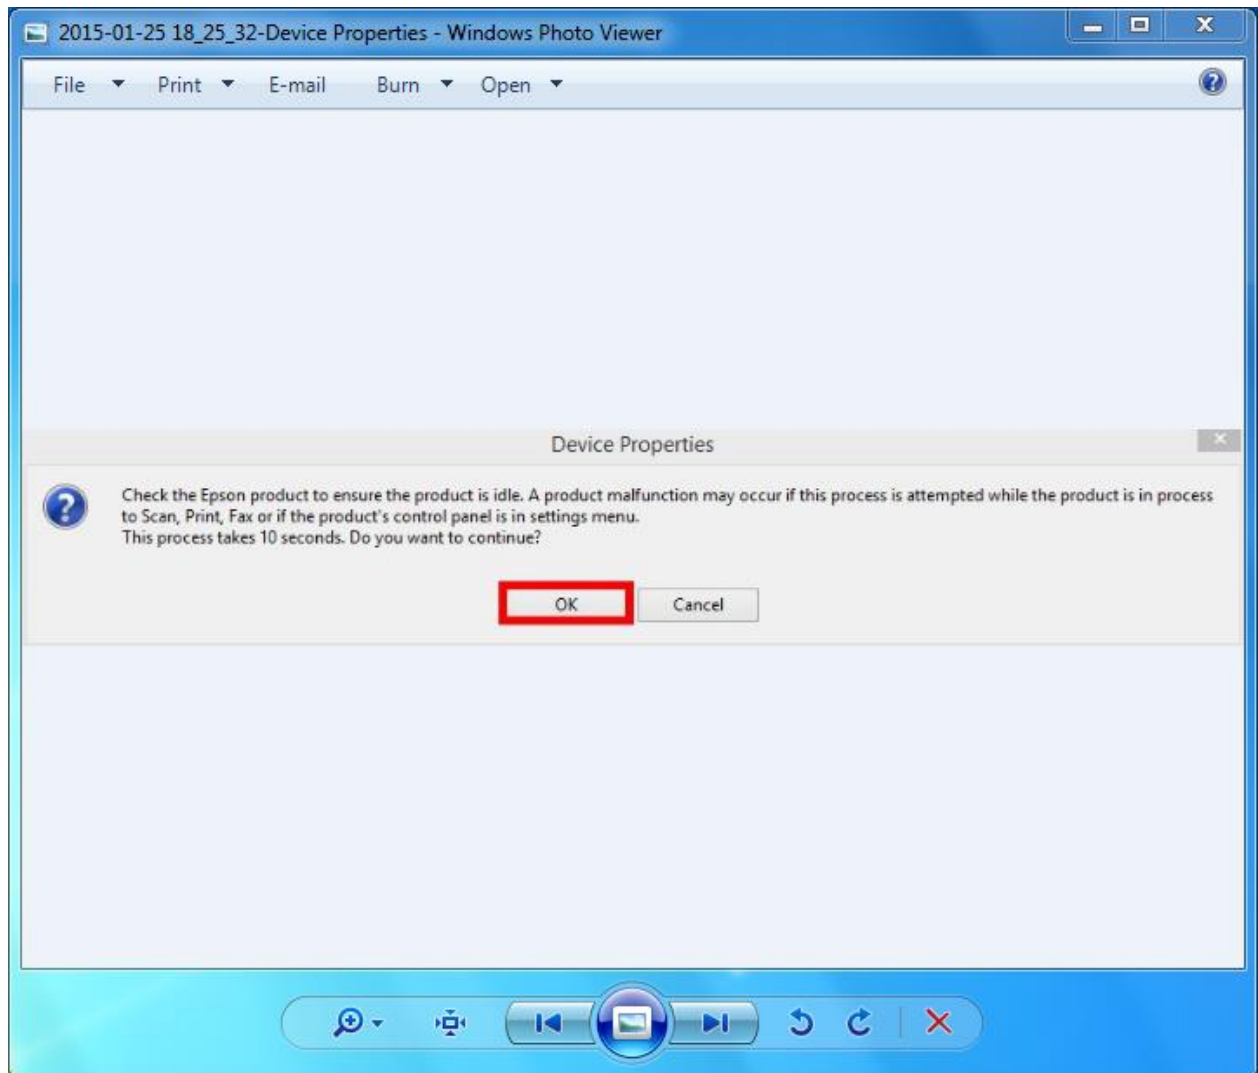 2015-01-25 18_25_32-Device Properties - Windows Photo Viewer
File Print E-mail Burn Open
Device Properties
Check the Epson product to ensure the product is idle. A product malfunction may occur if this process is attempted while the product is in process
to Scan, Print, Fax or if the product's control panel is in settings menu.
This process takes 10 seconds. Do you want to continue?
OK Cancel